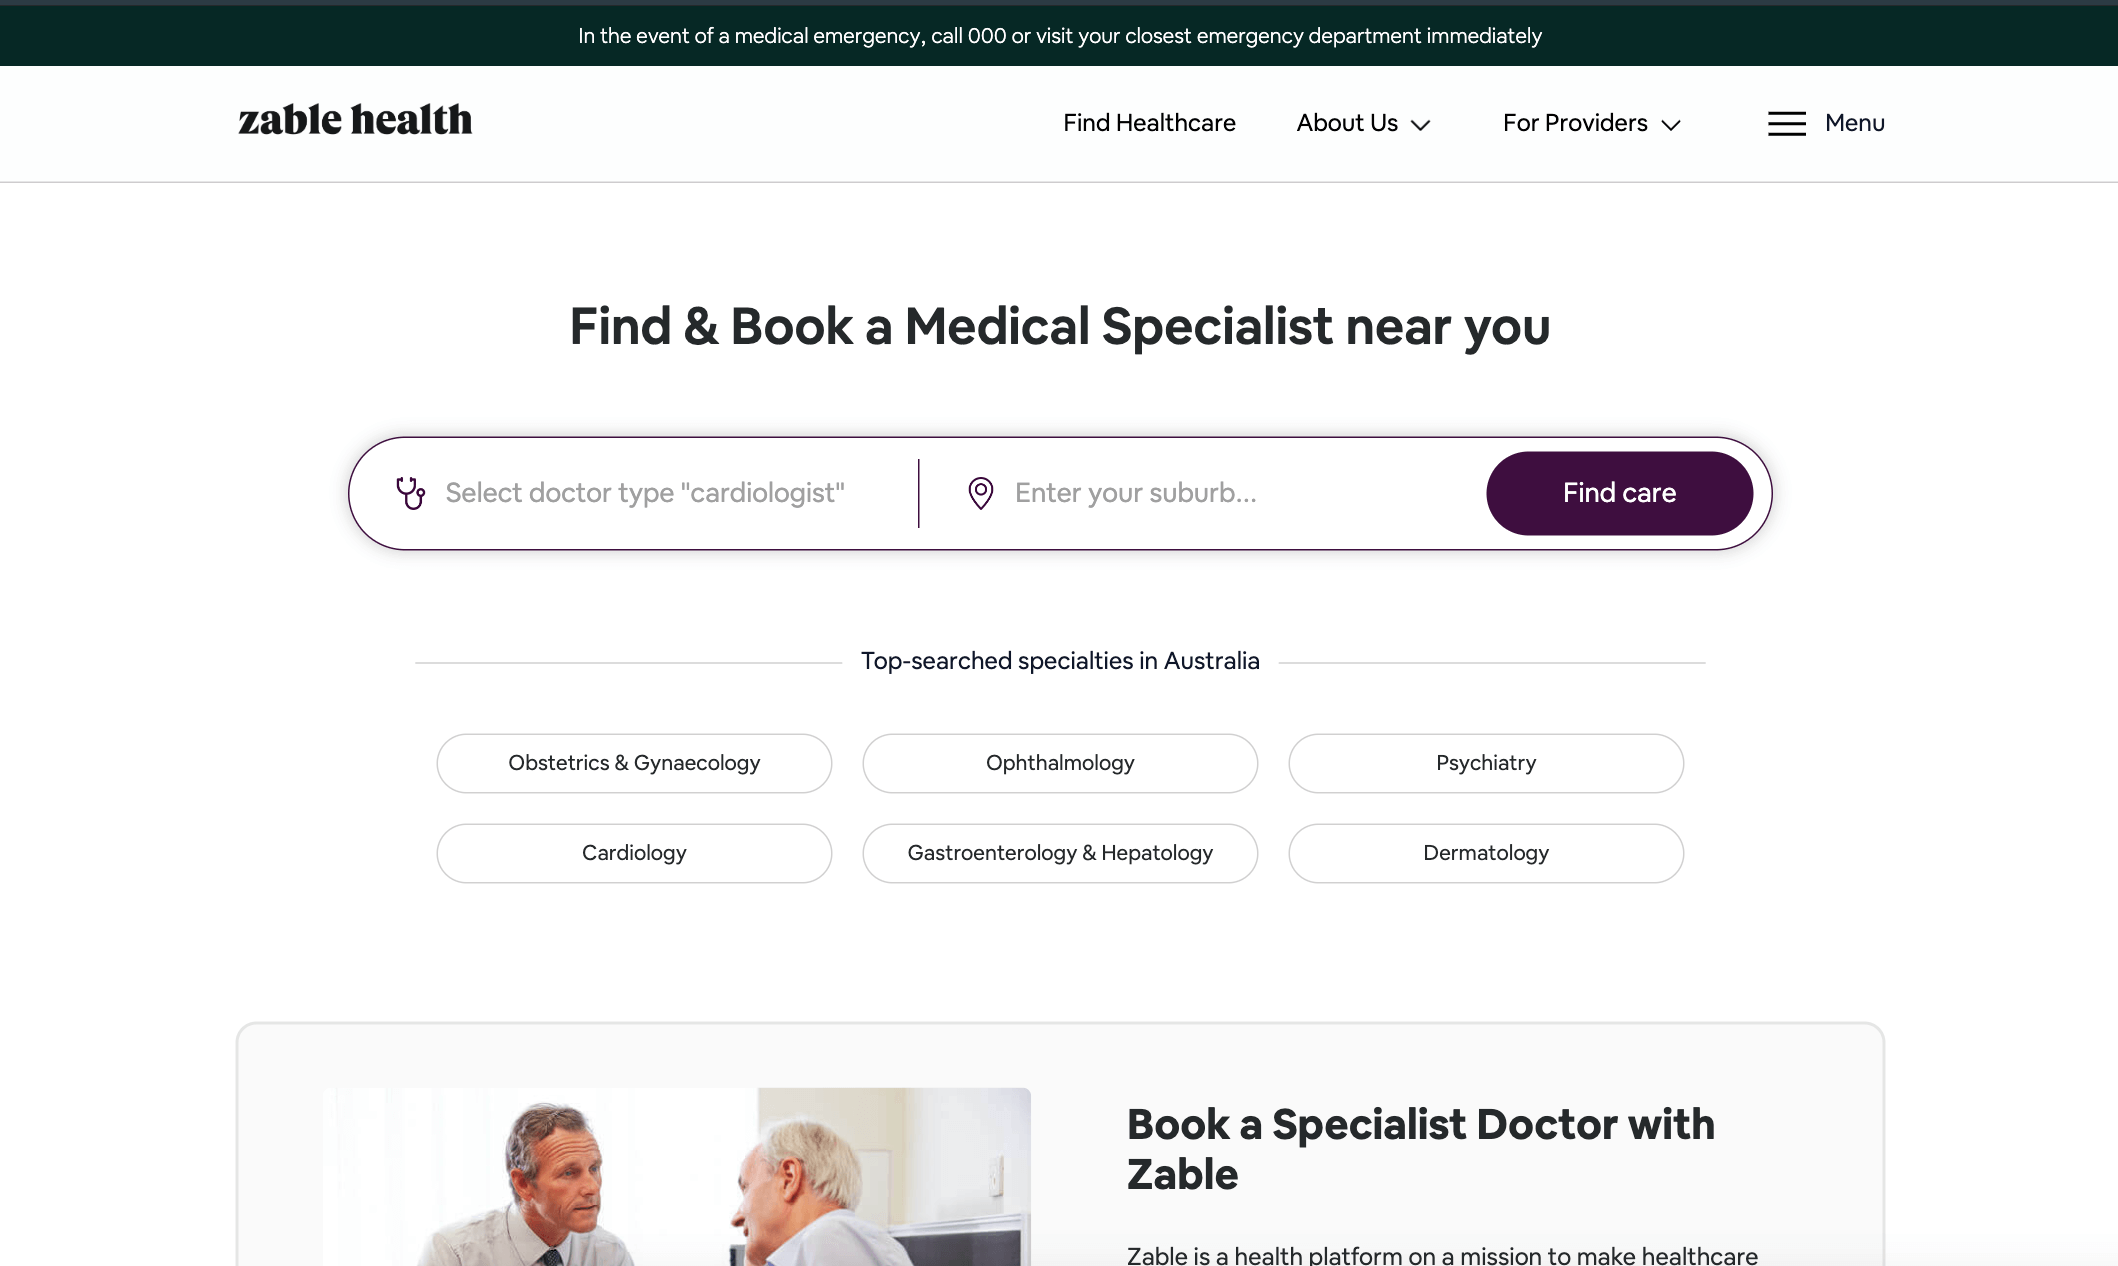 In the event of a medical emergency, call 000 or visit your closest emergency department immediately
zable health
Find Healthcare
About Us
For Providers
Menu
Find & Book a Medical Specialist near you
Select doctor type "cardiologist"
Enter your suburb...
Find care
Top-searched specialties in Australia
Obstetrics & Gynaecology
Ophthalmology
Psychiatry
Cardiology
Gastroenterology & Hepatology
Dermatology
Book a Specialist Doctor with
Zable
Zable is a health platform on a mission to make healthcare